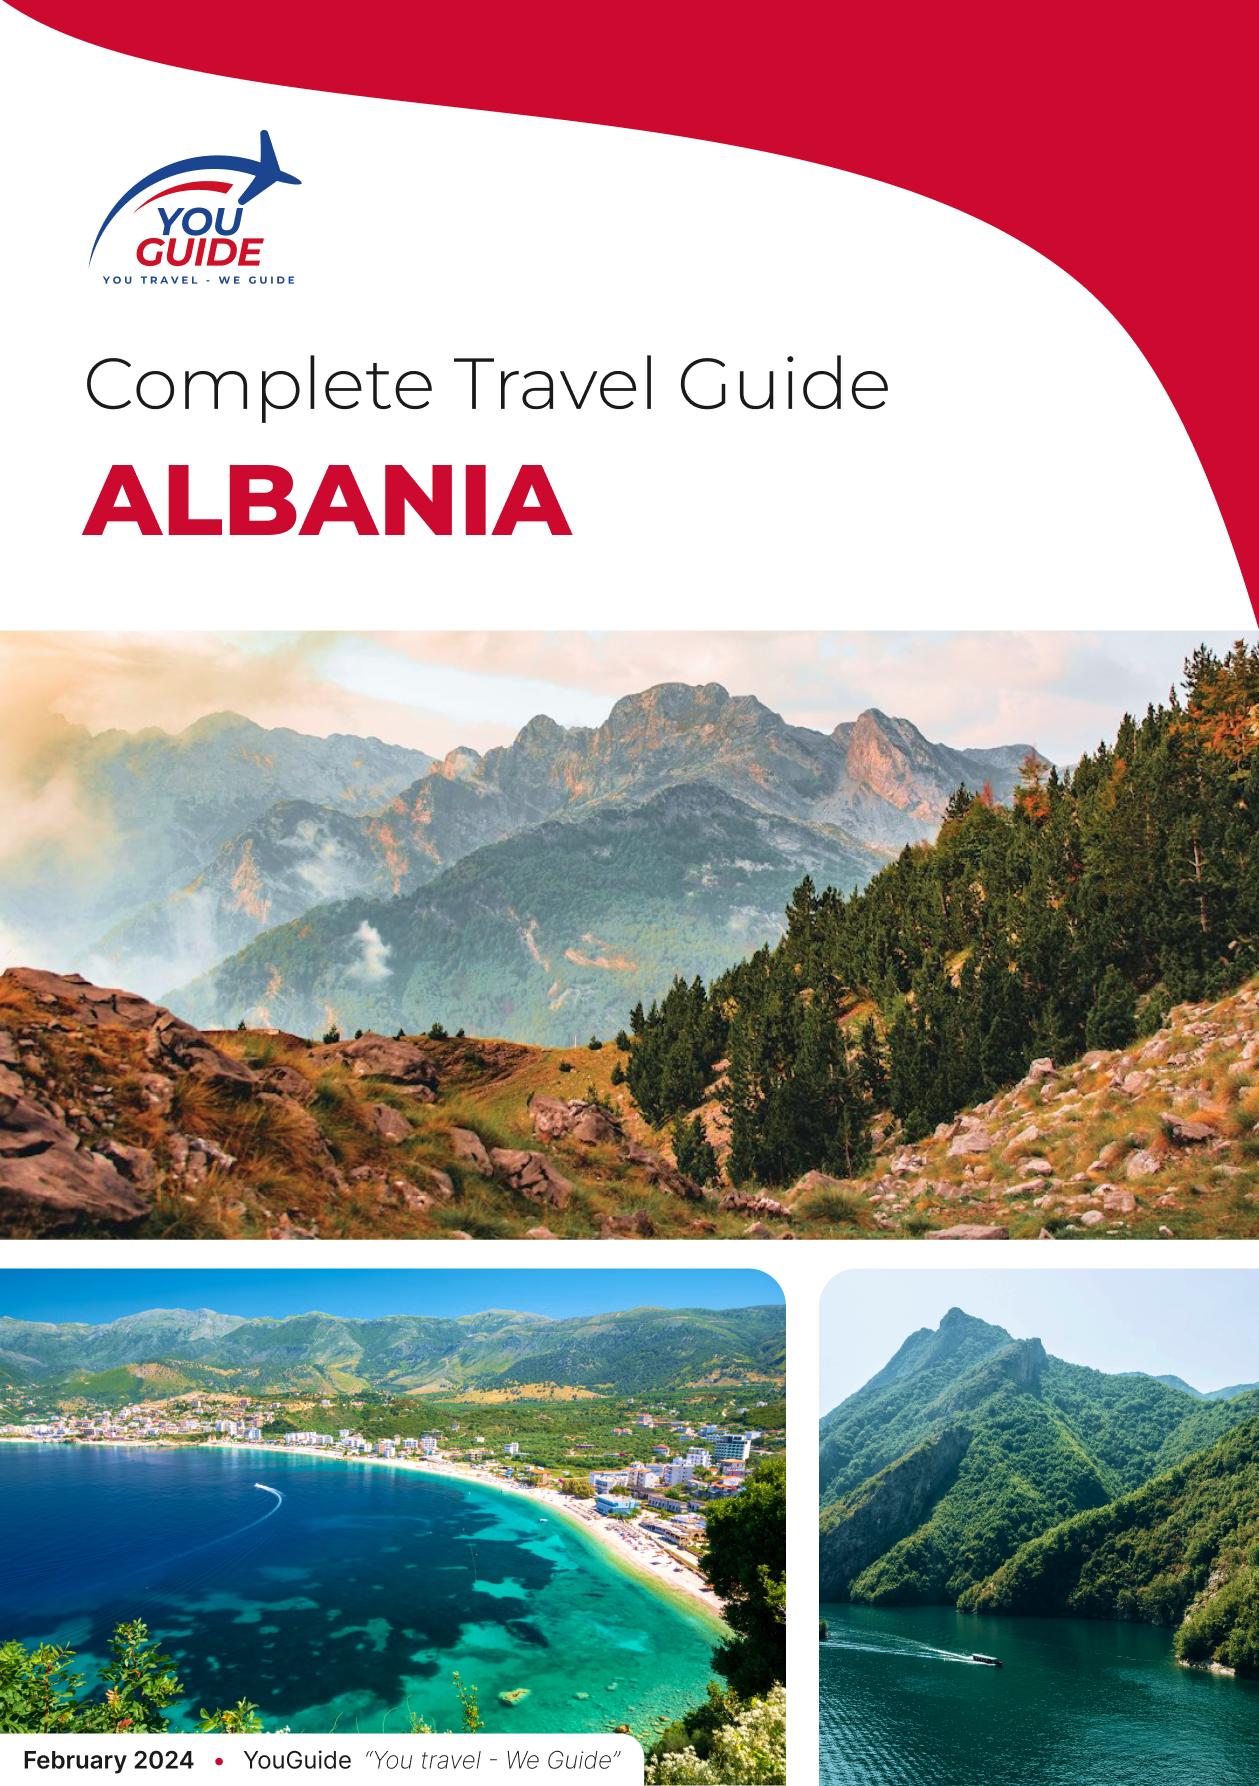 YOU
GUIDE
YOU TRAVEL - WE GUIDE
Complete Travel Guide
ALBANIA
February 2024 • YouGuide “You travel - We Guide”